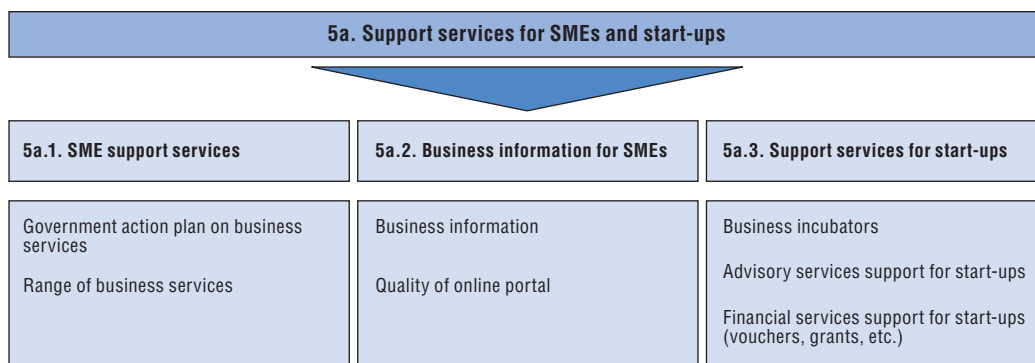 5a. Support services for SMEs and start-ups
5a.1. SME support services
5a.2. Business information for SMEs
5a.3. Support services for start-ups
Government action plan on business
services
Range of business services
Business information
Quality of online portal
Business incubators
Advisory services support for start-ups
Financial services support for start-ups
(vouchers, grants, etc.)